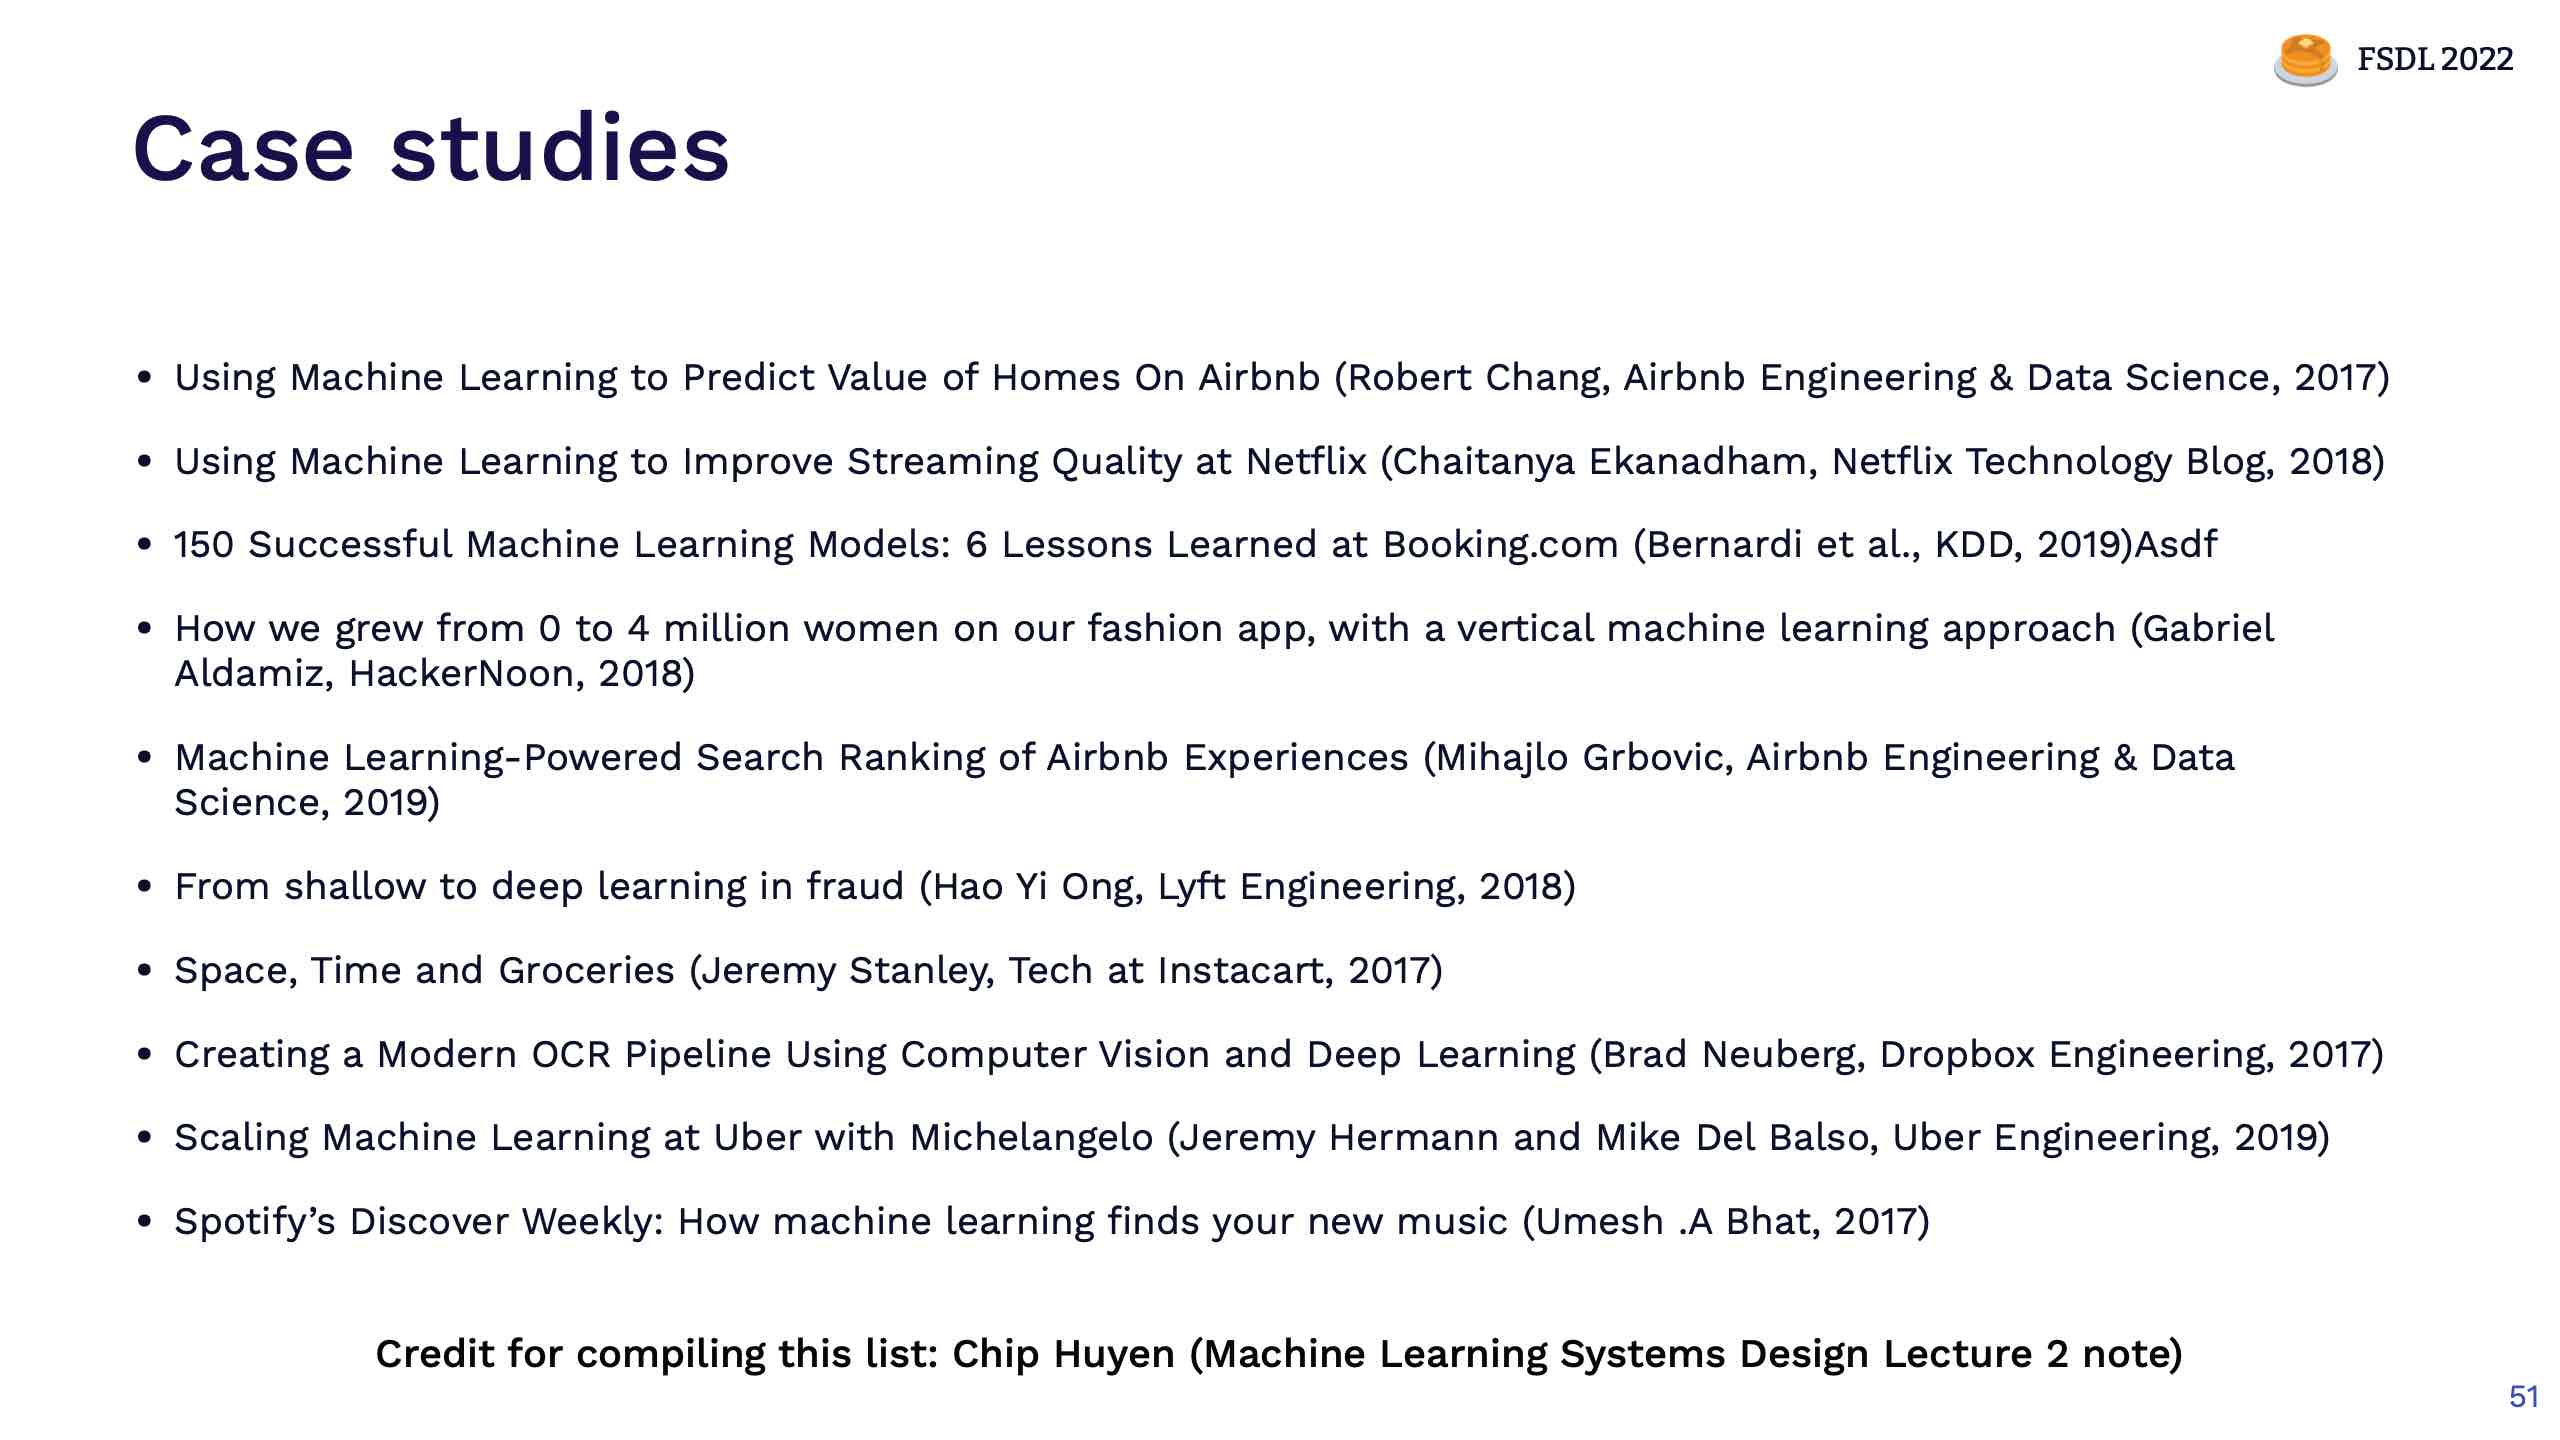 FSDL 2022
Case studies
• Using Machine Learning to Predict Value of Homes On Airbnb (Robert Chang, Airbnb Engineering & Data Science, 2017)
• Using Machine Learning to Improve Streaming Quality at Netflix (Chaitanya Ekanadham, Netflix Technology Blog, 2018)
• 150 Successful Machine Learning Models: 6 Lessons Learned at Booking.com (Bernardi et al., KDD, 2019)Asdf
• How we grew from 0 to 4 million women on our fashion app, with a vertical machine learning approach (Gabriel
Aldamiz, HackerNoon, 2018)
• Machine Learning-Powered Search Ranking of Airbnb Experiences (Mihajlo Grbovic, Airbnb Engineering & Data
Science, 2019)
• From shallow to deep learning in fraud (Hao Yi Ong, Lyft Engineering, 2018)
• Space, Time and Groceries (Jeremy Stanley, Tech at Instacart, 2017)
• Creating a Modern OCR Pipeline Using Computer Vision and Deep Learning (Brad Neuberg, Dropbox Engineering, 2017)
• Scaling Machine Learning at Uber with Michelangelo (Jeremy Hermann and Mike Del Balso, Uber Engineering, 2019)
• Spotify’s Discover Weekly: How machine learning finds your new music (Umesh .A Bhat, 2017)
Credit for compiling this list: Chip Huyen (Machine Learning Systems Design Lecture 2 note)
51